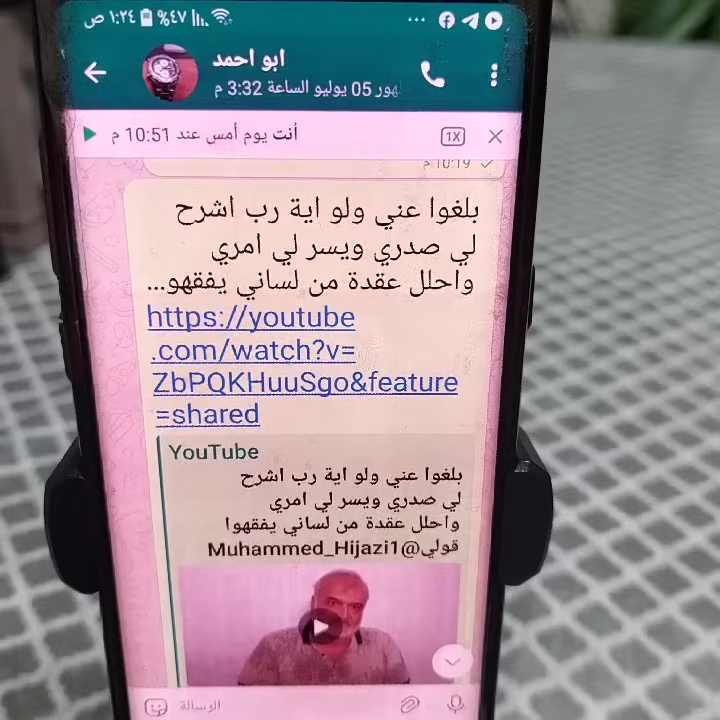 ١:٢٤ ص ٤٧%
ابو احمد
هور 05 يوليو الساعة 3:32 م
أنت يوم أمس عند 10:51 م
1X
10:19 م
بلغوا عني ولو اية رب اشرح
لي صدري ويسر لي امري
واحلل عقدة من لساني يفقهو...
https://youtube
.com/watch?v=
ZbPQKHuuSgo&feature
=shared
YouTube
بلغوا عني ولو اية رب اشرح
لي صدري ويسر لي امري
واحلل عقدة من لساني يفقهوا
قولي@Muhammed_Hijazi1
الرسالة